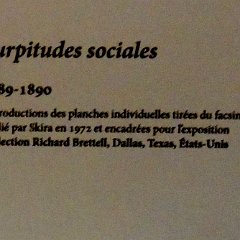 urpitudes sociales
89-1890
roductions des planches individuelles tirées du facsim
lié par Skira en 1972 et encadrées pour l'exposition
lection Richard Brettell, Dallas, Texas, États-Unis